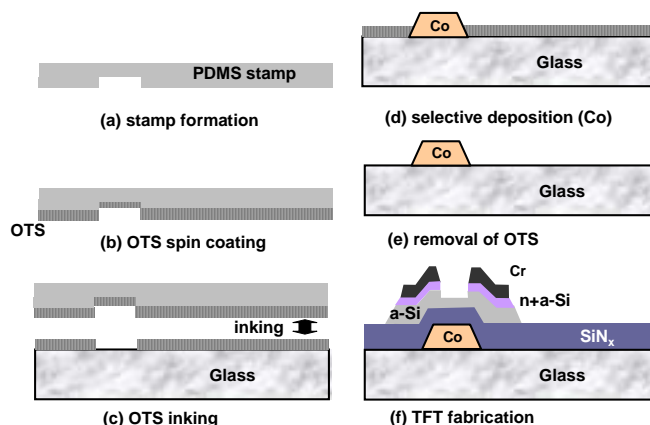 PDMS stamp
(a) stamp formation
OTS
(b) OTS spin coating
inking
Glass
(c) OTS inking
Co
Glass
(d) selective deposition (Co)
Co
Glass
(e) removal of OTS
Cr
a-Si
n+a-Si
Co
SiNx
Glass
(f) TFT fabrication